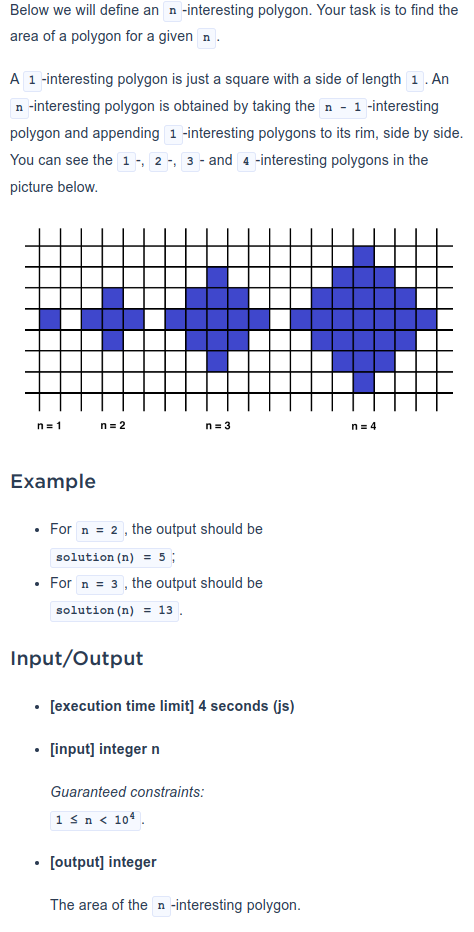 Below we will define an n -interesting polygon. Your task is to find the
area of a polygon for a given n .
A 1 -interesting polygon is just a square with a side of length 1 . An
n -interesting polygon is obtained by taking the n - 1 -interesting
polygon and appending 1 -interesting polygons to its rim, side by side.
You can see the 1 -, 2 -, 3 - and 4 -interesting polygons in the
picture below.
n = 1 n = 2 n = 3 n = 4
Example
• For n = 2 , the output should be
solution(n) = 5 ;
• For n = 3 , the output should be
solution(n) = 13 .
Input/Output
• [execution time limit] 4 seconds (js)
• [input] integer n
Guaranteed constraints:
1 ≤ n < 10⁴ .
• [output] integer
The area of the n -interesting polygon.